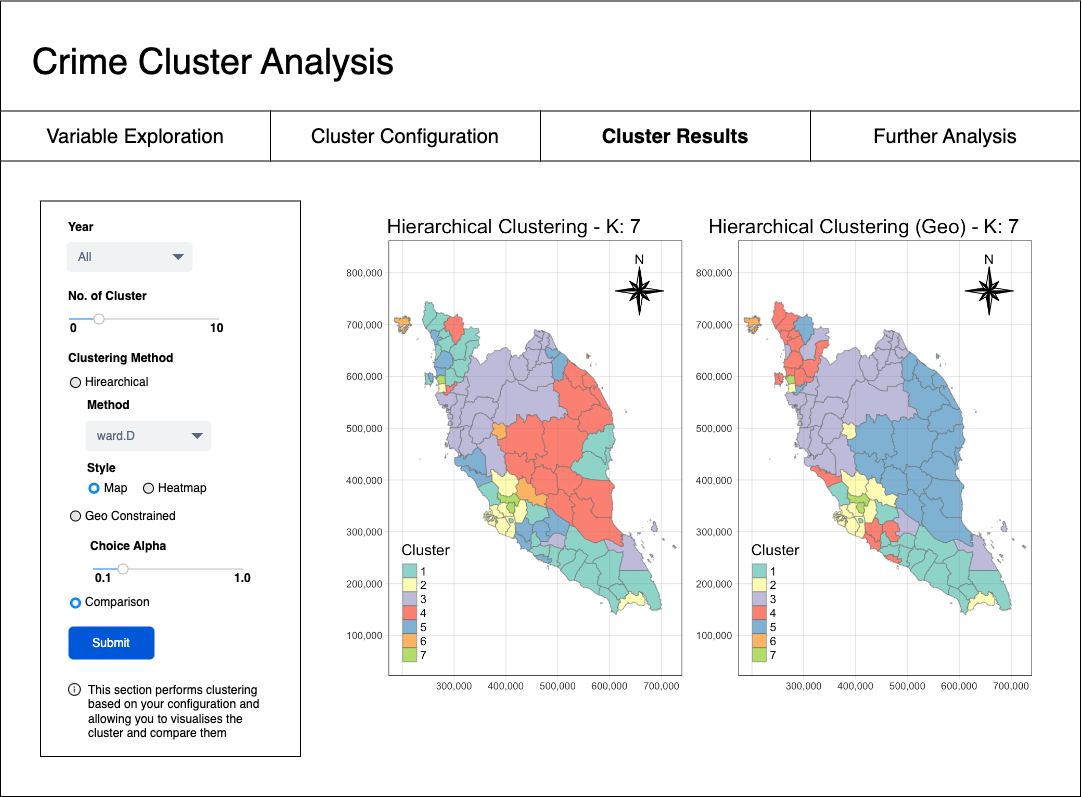 Crime Cluster Analysis
Variable Exploration
Cluster Configuration
Cluster Results
Further Analysis
Year
All
No. of Cluster
0 10
Clustering Method
Hirearchical
Method
ward.D
Style
Map Heatmap
Geo Constrained
Choice Alpha
0.1 1.0
Comparison
Submit
This section performs clustering
based on your configuration and
allowing you to visualises the
cluster and compare them
Hierarchical Clustering - K: 7
N
800,000
700,000
600,000
500,000
400,000
300,000
200,000
100,000
Cluster
1
2
3
4
5
6
7
300,000 400,000 500,000 600,000 700,000
Hierarchical Clustering (Geo) - K: 7
N
800,000
700,000
600,000
500,000
400,000
300,000
200,000
100,000
Cluster
1
2
3
4
5
6
7
300,000 400,000 500,000 600,000 700,000